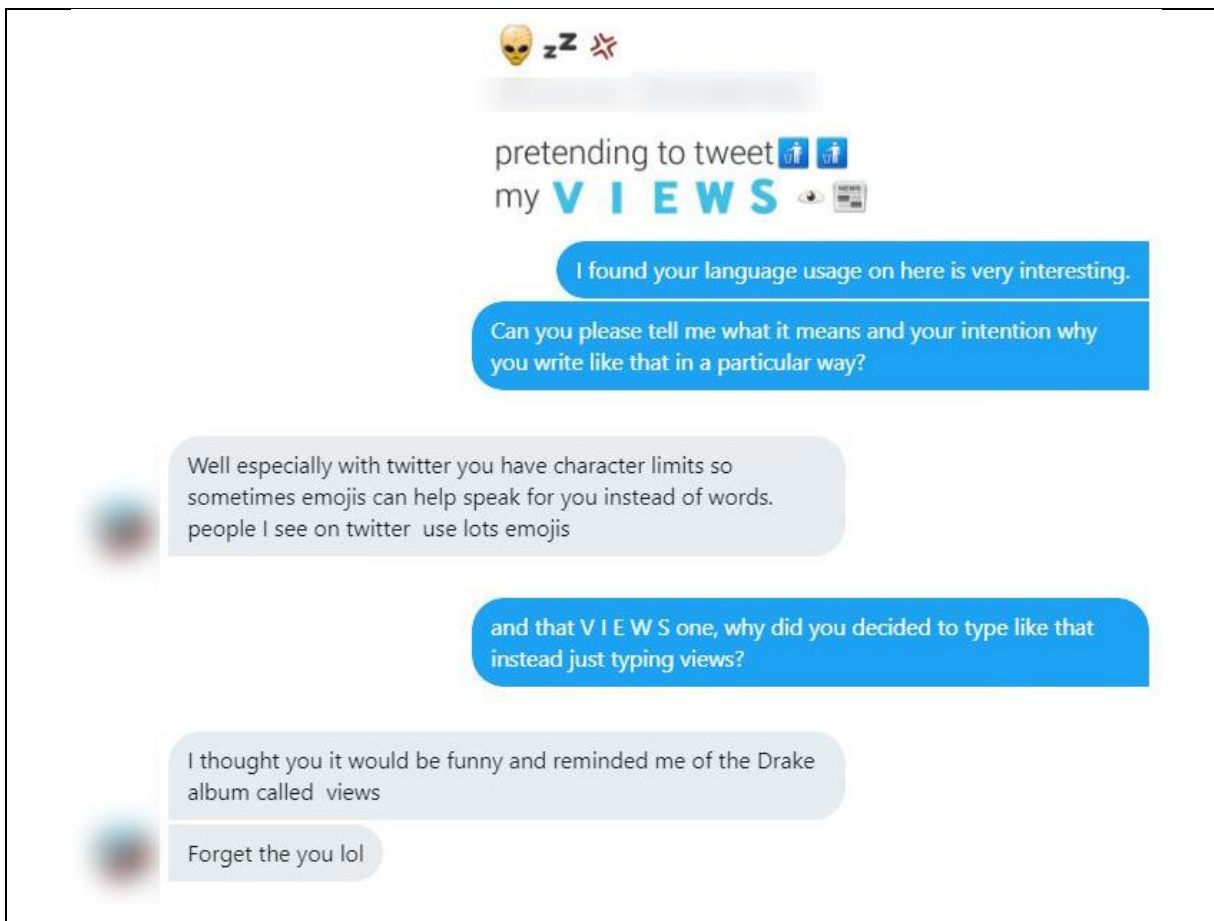 pretending to tweet
my V I E W S
I found your language usage on here is very interesting.
Can you please tell me what it means and your intention why
you write like that in a particular way?
Well especially with twitter you have character limits so
sometimes emojis can help speak for you instead of words.
people I see on twitter  use lots emojis
and that V I E W S one, why did you decided to type like that
instead just typing views?
I thought you it would be funny and reminded me of the Drake
album called  views
Forget the you lol